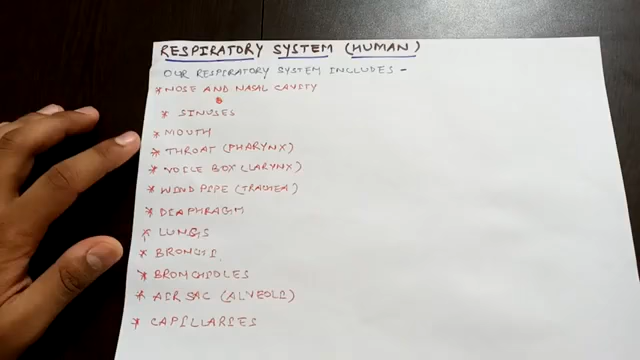 RESPIRATORY SYSTEM (HUMAN)
OUR RESPIRATORY SYSTEM INCLUDES -
* NOSE AND NASAL CAVITY
* SINUSES
* MOUTH
* THROAT (PHARYNX)
* VOICE BOX (LARYNX)
* WIND PIPE (TRACHEA)
* DIAPHRAGM
* LUNGS
* BRONCHI
* BRONCHIOLES
* AIR SAC (ALVEOLI)
* CAPILLARIES